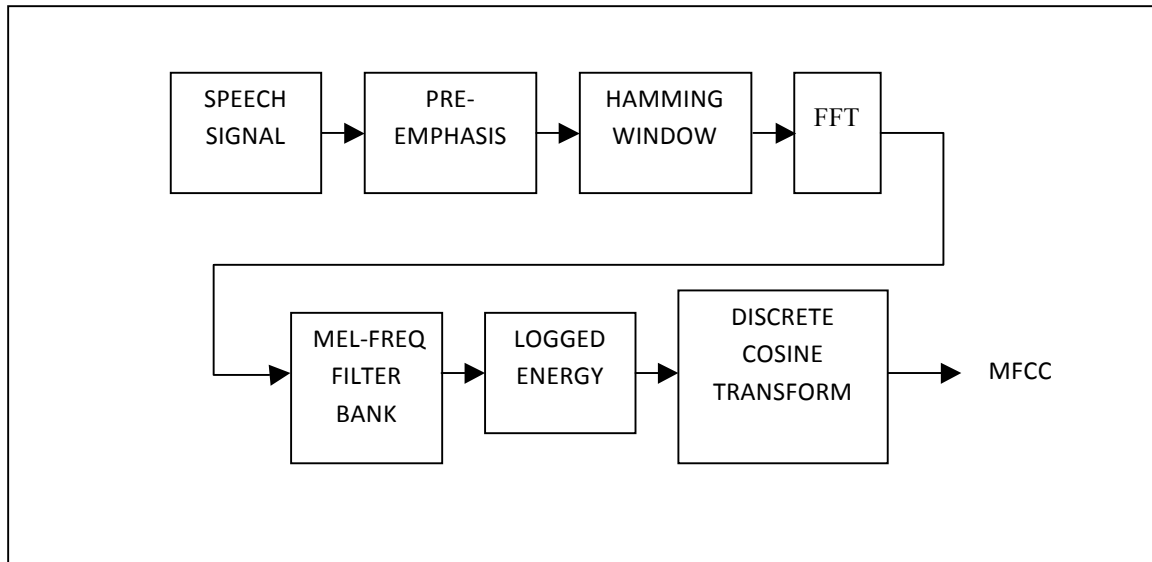 SPEECH
SIGNAL
PRE-
EMPHASIS
HAMMING
WINDOW
FFT
MEL-FREQ
FILTER
BANK
LOGGED
ENERGY
DISCRETE
COSINE
TRANSFORM
MFCC